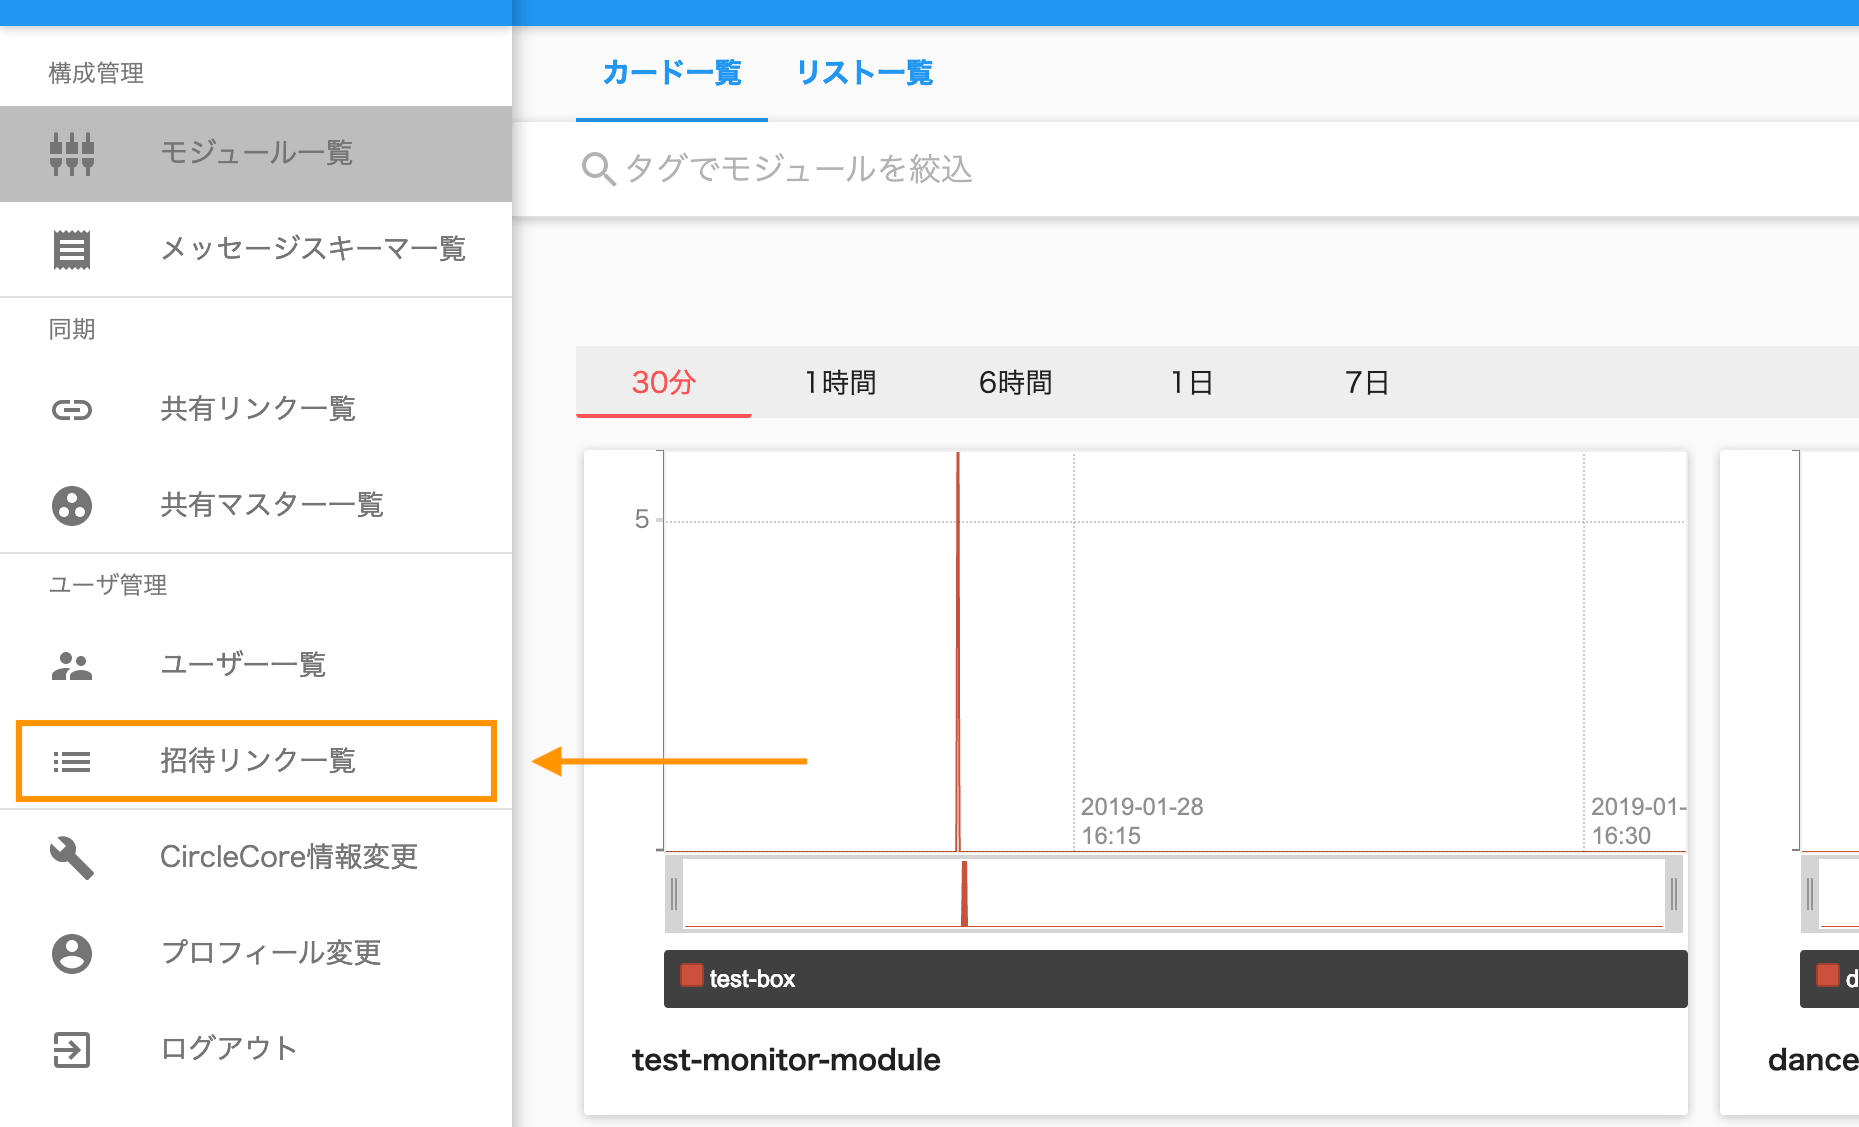 構成管理
モジュール一覧
メッセージスキーマ一覧
同期
共有リンク一覧
共有マスター一覧
ユーザ管理
ユーザー一覧
招待リンク一覧
CircleCore情報変更
プロフィール変更
ログアウト
カード一覧
リスト一覧
タグでモジュールを絞込
30分
1時間
6時間
1日
7日
5
2019-01-28
16:15
2019-01-
16:30
test-box
test-monitor-module
d
dance